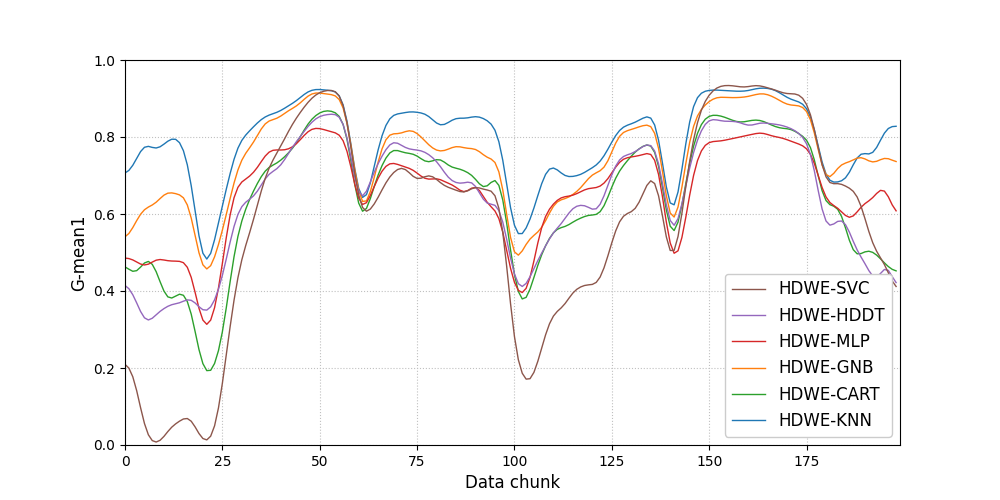 1.0
0.8
0.6
0.4
0.2
0.0
G-mean1
0 25 50 75 100 125 150 175
Data chunk
HDWE-SVC
HDWE-HDDT
HDWE-MLP
HDWE-GNB
HDWE-CART
HDWE-KNN